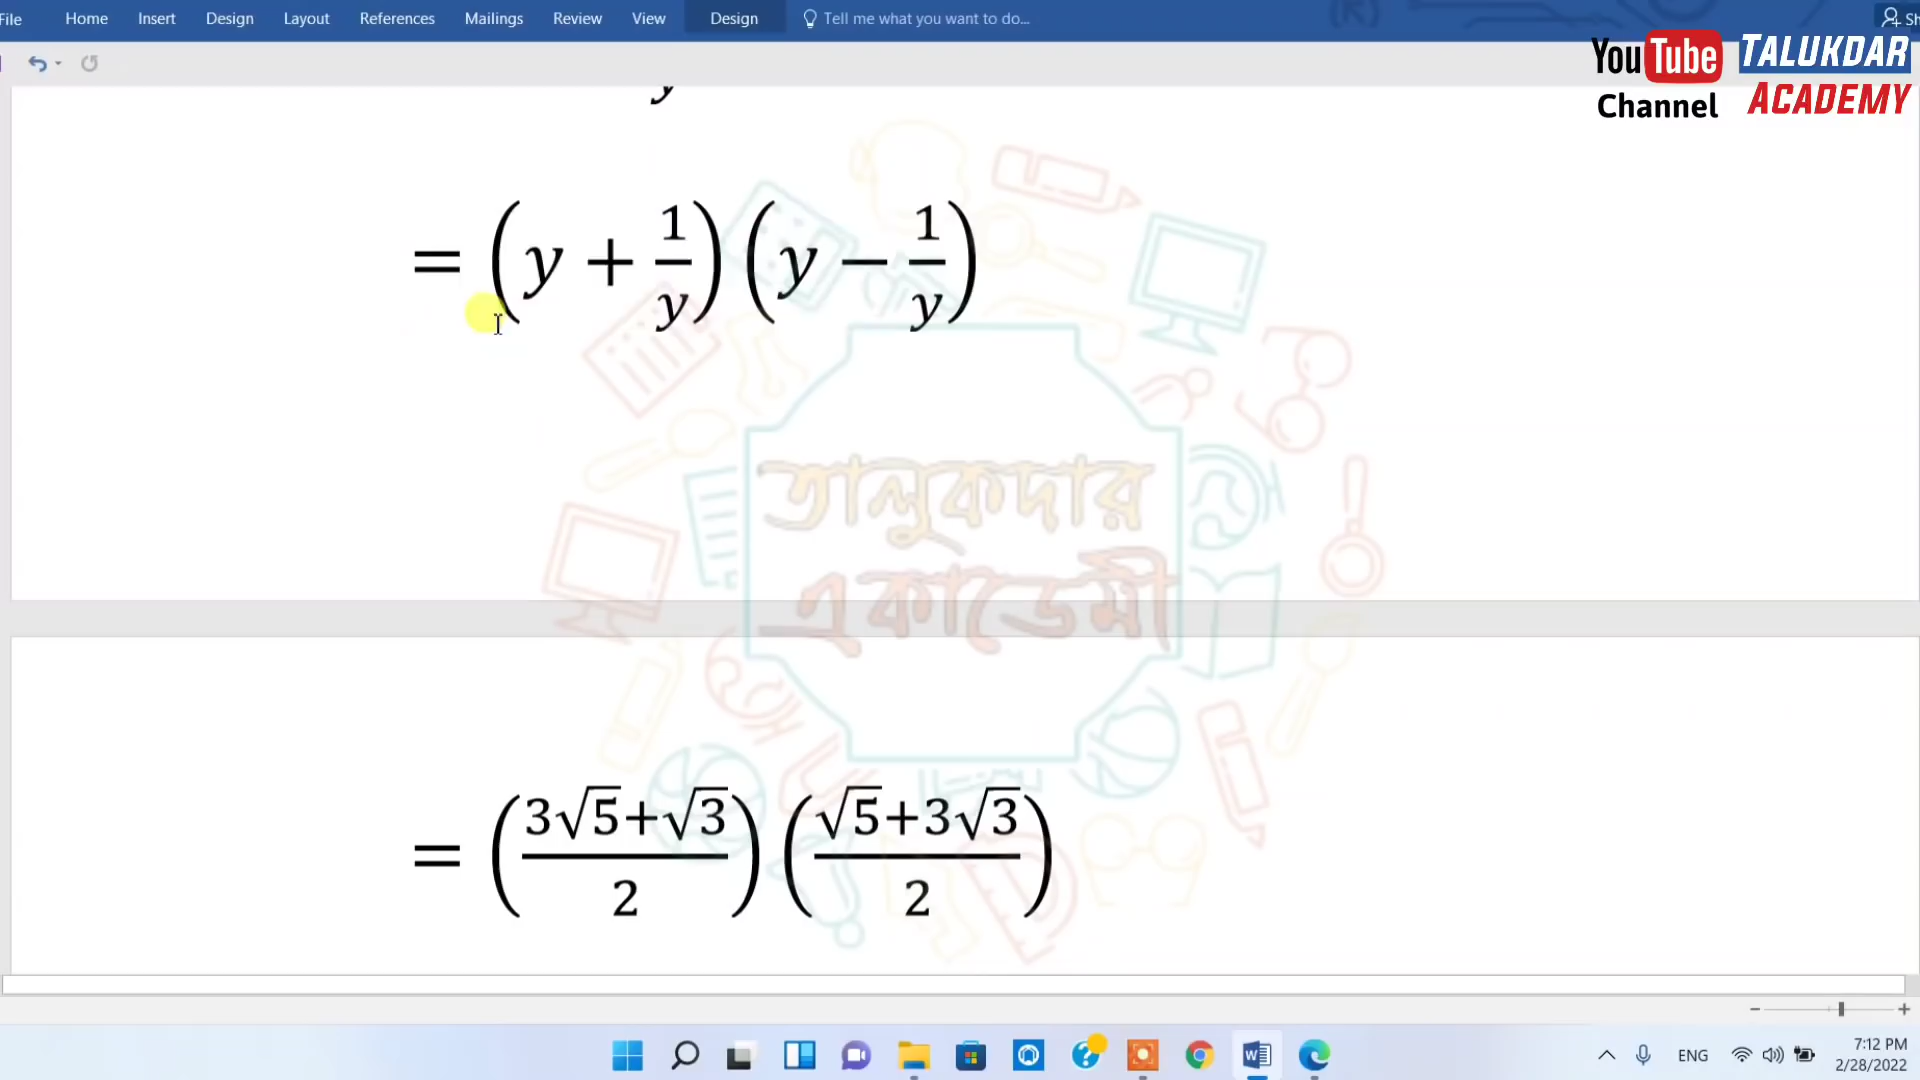 File Home Insert Design Layout References Mailings Review View Design Tell me what you want to do... Sh
YouTube TALUKDAR
Channel ACADEMY
y
= (y + 1/y) (y − 1/y)
তালুকদার
একাডেমী
= ((3√5+√3)/2) ((√5+3√3)/2)
ENG
7:12 PM
2/28/2022